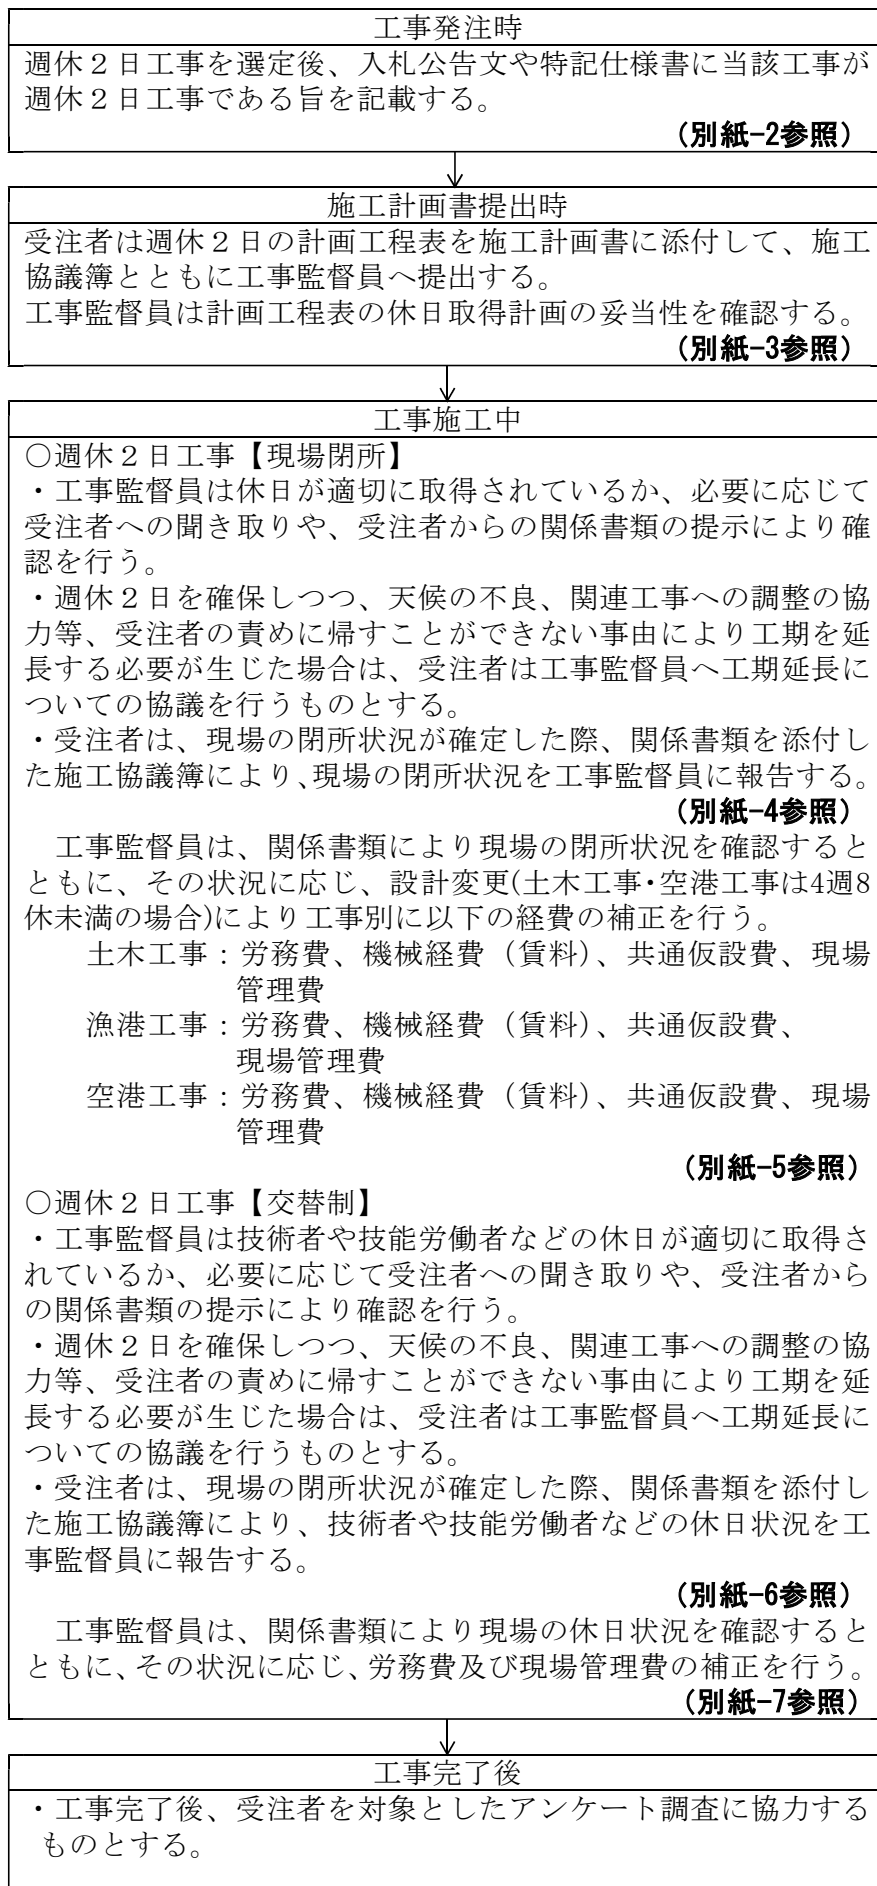 工事発注時
週休２日工事を選定後、入札公告文や特記仕様書に当該工事が
週休２日工事である旨を記載する。
（別紙-2参照）
施工計画書提出時
受注者は週休２日の計画工程表を施工計画書に添付して、施工
協議簿とともに工事監督員へ提出する。
工事監督員は計画工程表の休日取得計画の妥当性を確認する。
（別紙-3参照）
工事施工中
○週休２日工事【現場閉所】
・工事監督員は休日が適切に取得されているか、必要に応じて
受注者への聞き取りや、受注者からの関係書類の提示により確
認を行う。
・週休２日を確保しつつ、天候の不良、関連工事への調整の協
力等、受注者の責めに帰すことができない事由により工期を延
長する必要が生じた場合は、受注者は工事監督員へ工期延長に
ついての協議を行うものとする。
・受注者は、現場の閉所状況が確定した際、関係書類を添付し
た施工協議簿により、現場の閉所状況を工事監督員に報告する。
（別紙-4参照）
　工事監督員は、関係書類により現場の閉所状況を確認すると
ともに、その状況に応じ、設計変更(土木工事・空港工事は4週8
休未満の場合)により工事別に以下の経費の補正を行う。
土木工事：労務費、機械経費（賃料）、共通仮設費、現場
管理費
漁港工事：労務費、機械経費（賃料）、共通仮設費、
現場管理費
空港工事：労務費、機械経費（賃料）、共通仮設費、現場
管理費
（別紙-5参照）
○週休２日工事【交替制】
・工事監督員は技術者や技能労働者などの休日が適切に取得さ
れているか、必要に応じて受注者への聞き取りや、受注者から
の関係書類の提示により確認を行う。
・週休２日を確保しつつ、天候の不良、関連工事への調整の協
力等、受注者の責めに帰すことができない事由により工期を延
長する必要が生じた場合は、受注者は工事監督員へ工期延長に
ついての協議を行うものとする。
・受注者は、現場の閉所状況が確定した際、関係書類を添付し
た施工協議簿により、技術者や技能労働者などの休日状況を工
事監督員に報告する。
（別紙-6参照）
　工事監督員は、関係書類により現場の休日状況を確認すると
ともに、その状況に応じ、労務費及び現場管理費の補正を行う。
（別紙-7参照）
工事完了後
・工事完了後、受注者を対象としたアンケート調査に協力する
ものとする。